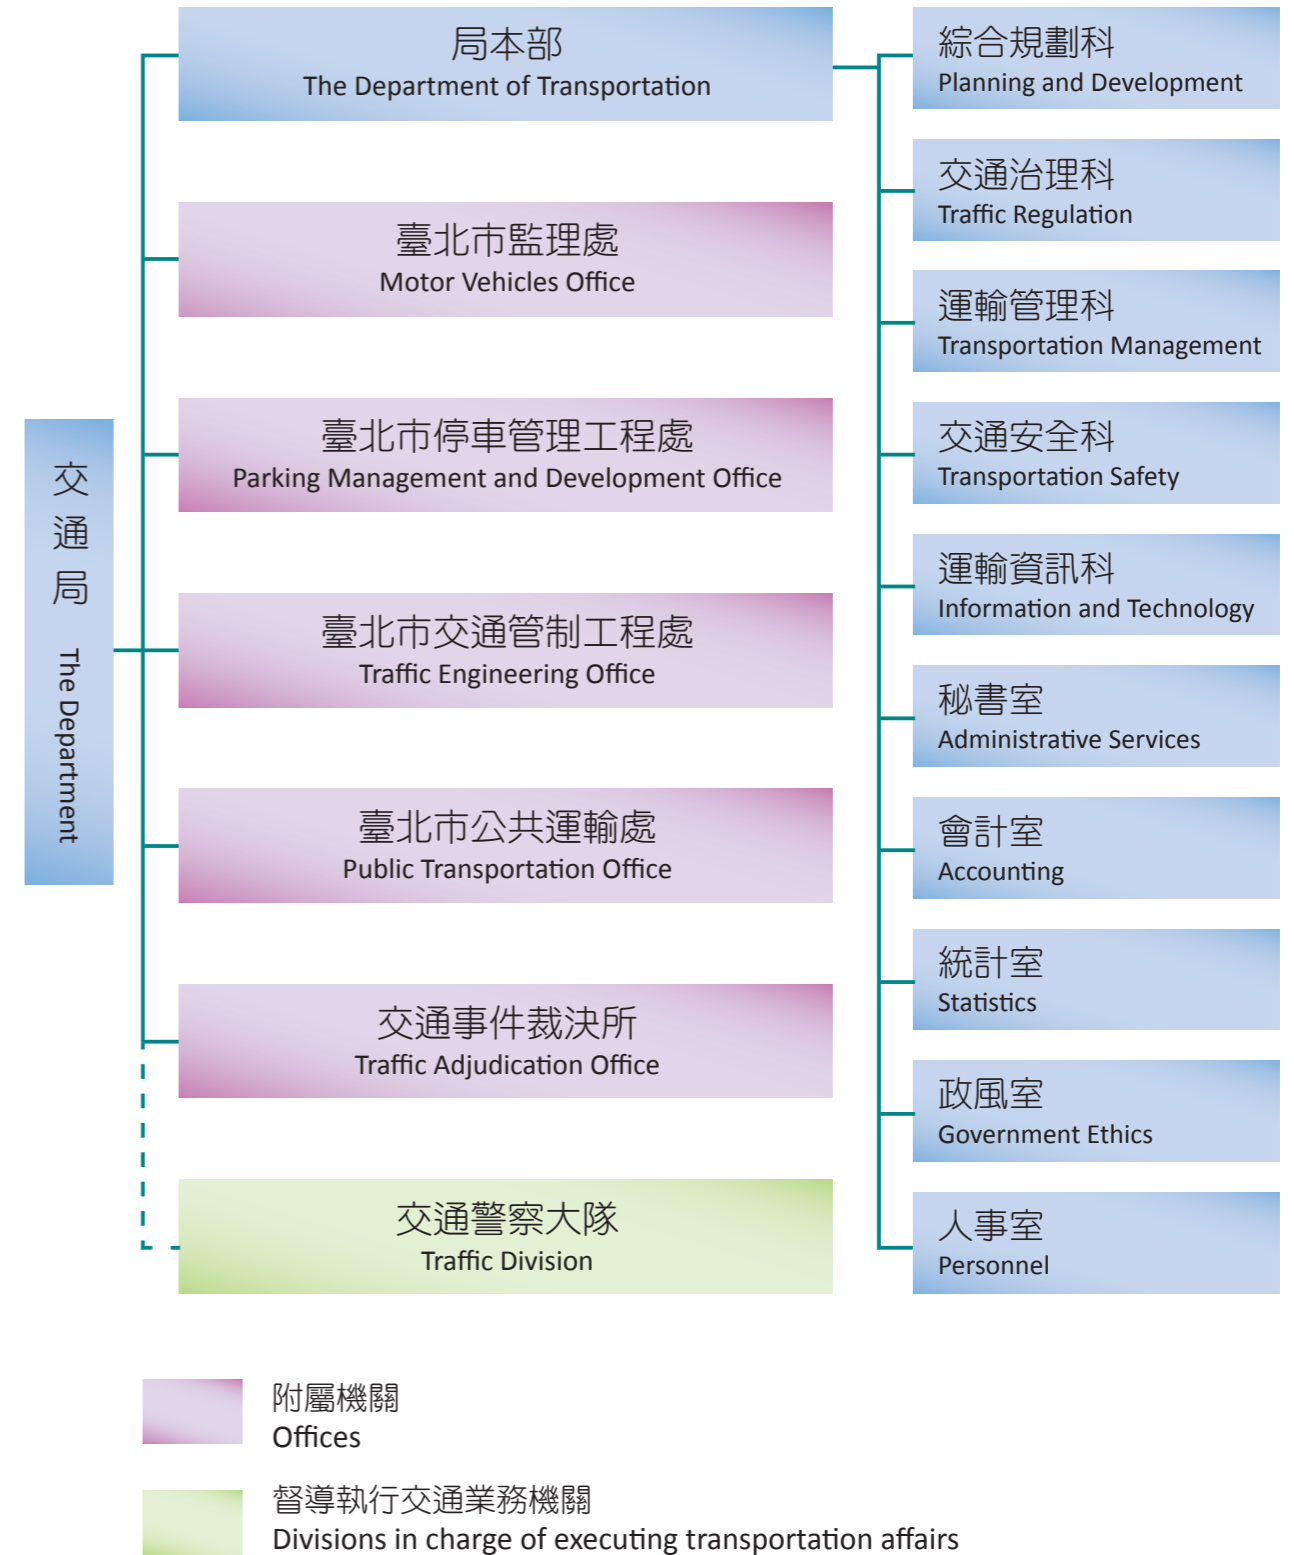 交通局 The Department
局本部
The Department of Transportation
臺北市監理處
Motor Vehicles Office
臺北市停車管理工程處
Parking Management and Development Office
臺北市交通管制工程處
Traffic Engineering Office
臺北市公共運輸處
Public Transportation Office
交通事件裁決所
Traffic Adjudication Office
交通警察大隊
Traffic Division
綜合規劃科
Planning and Development
交通治理科
Traffic Regulation
運輸管理科
Transportation Management
交通安全科
Transportation Safety
運輸資訊科
Information and Technology
秘書室
Administrative Services
會計室
Accounting
統計室
Statistics
政風室
Government Ethics
人事室
Personnel
附屬機關
Offices
督導執行交通業務機關
Divisions in charge of executing transportation affairs